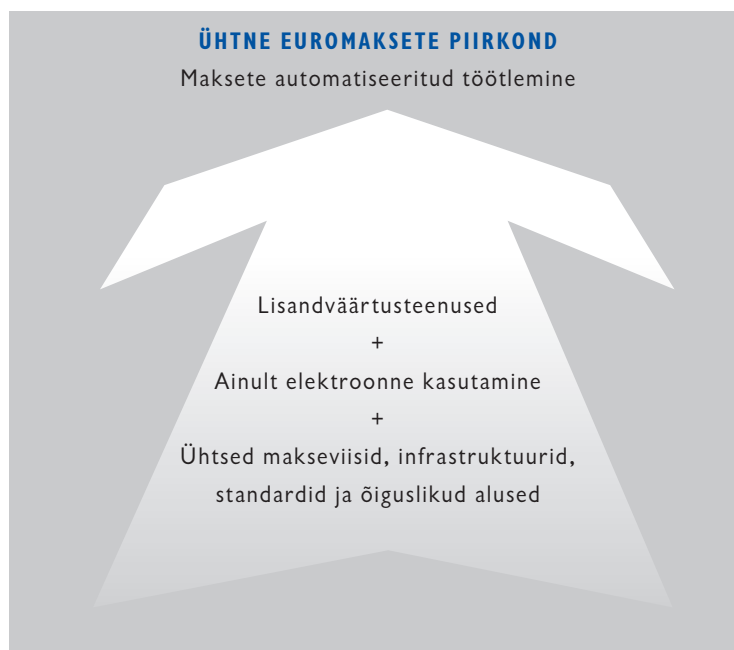 ÜHTNE EUROMAKSETE PIIRKOND
Maksete automatiseeritud töötlemine
Lisandväärtusteenused
+
Ainult elektroonne kasutamine
+
Ühtsed makseviisid, infrastruktuurid,
standardid ja õiguslikud alused